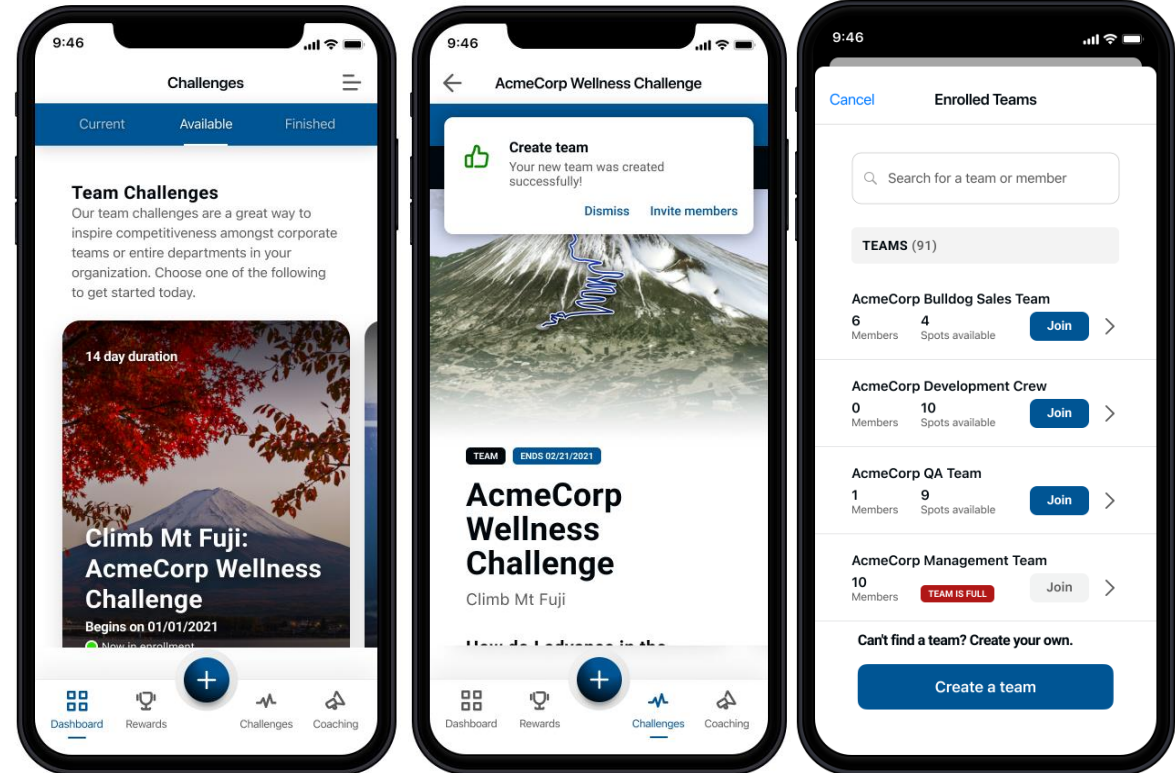 9:46
Challenges
Current Available Finished
Team Challenges
Our team challenges are a great way to
inspire competitiveness amongst corporate
teams or entire departments in your
organization. Choose one of the following
to get started today.
14 day duration
Climb Mt Fuji:
AcmeCorp Wellness
Challenge
Begins on 01/01/2021
Now in enrollment
Dashboard Rewards Challenges Coaching
9:46
AcmeCorp Wellness Challenge
Create team
Your new team was created
successfully!
Dismiss Invite members
TEAM ENDS 02/21/2021
AcmeCorp
Wellness
Challenge
Climb Mt Fuji
How do I advance in the
Dashboard Rewards Challenges Coaching
9:46
Cancel Enrolled Teams
Search for a team or member
TEAMS (91)
AcmeCorp Bulldog Sales Team
6 4
Members Spots available Join
AcmeCorp Development Crew
0 10
Members Spots available Join
AcmeCorp QA Team
1 9
Members Spots available Join
AcmeCorp Management Team
10
Members TEAM IS FULL Join
Can't find a team? Create your own.
Create a team